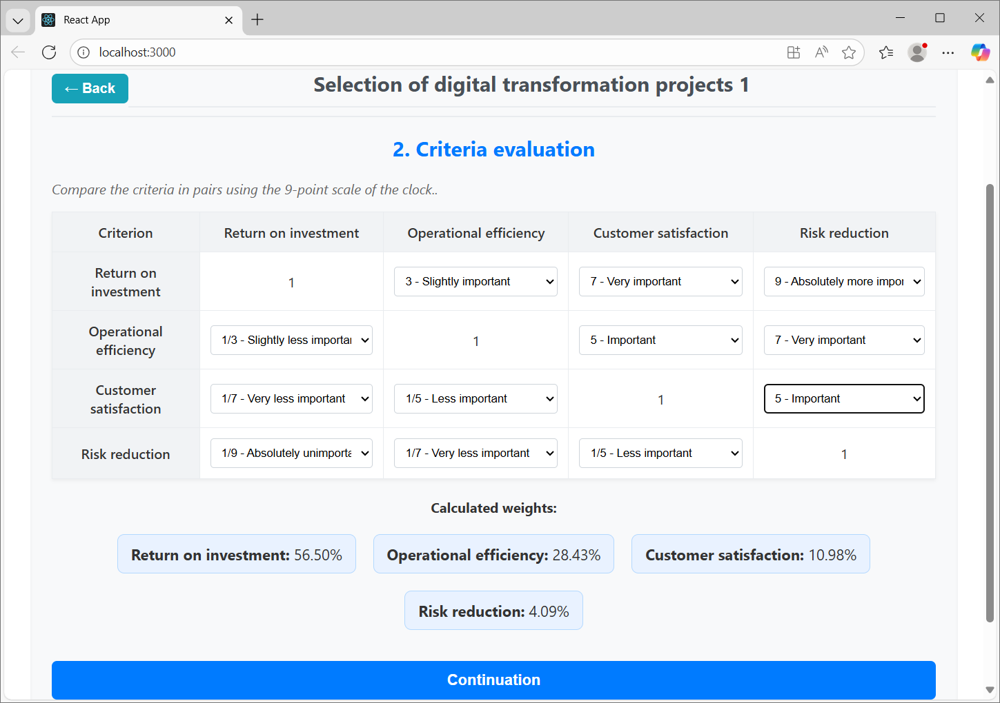 React App
localhost:3000
← Back
Selection of digital transformation projects 1
2. Criteria evaluation
Compare the criteria in pairs using the 9-point scale of the clock..
Criterion Return on investment Operational efficiency Customer satisfaction Risk reduction
Return on
investment
1 3 - Slightly important 7 - Very important 9 - Absolutely more impor
Operational
efficiency
1/3 - Slightly less importar 1 5 - Important 7 - Very important
Customer
satisfaction
1/7 - Very less important 1/5 - Less important 1 5 - Important
Risk reduction 1/9 - Absolutely unimporta 1/7 - Very less important 1/5 - Less important 1
Calculated weights:
Return on investment: 56.50% Operational efficiency: 28.43% Customer satisfaction: 10.98%
Risk reduction: 4.09%
Continuation